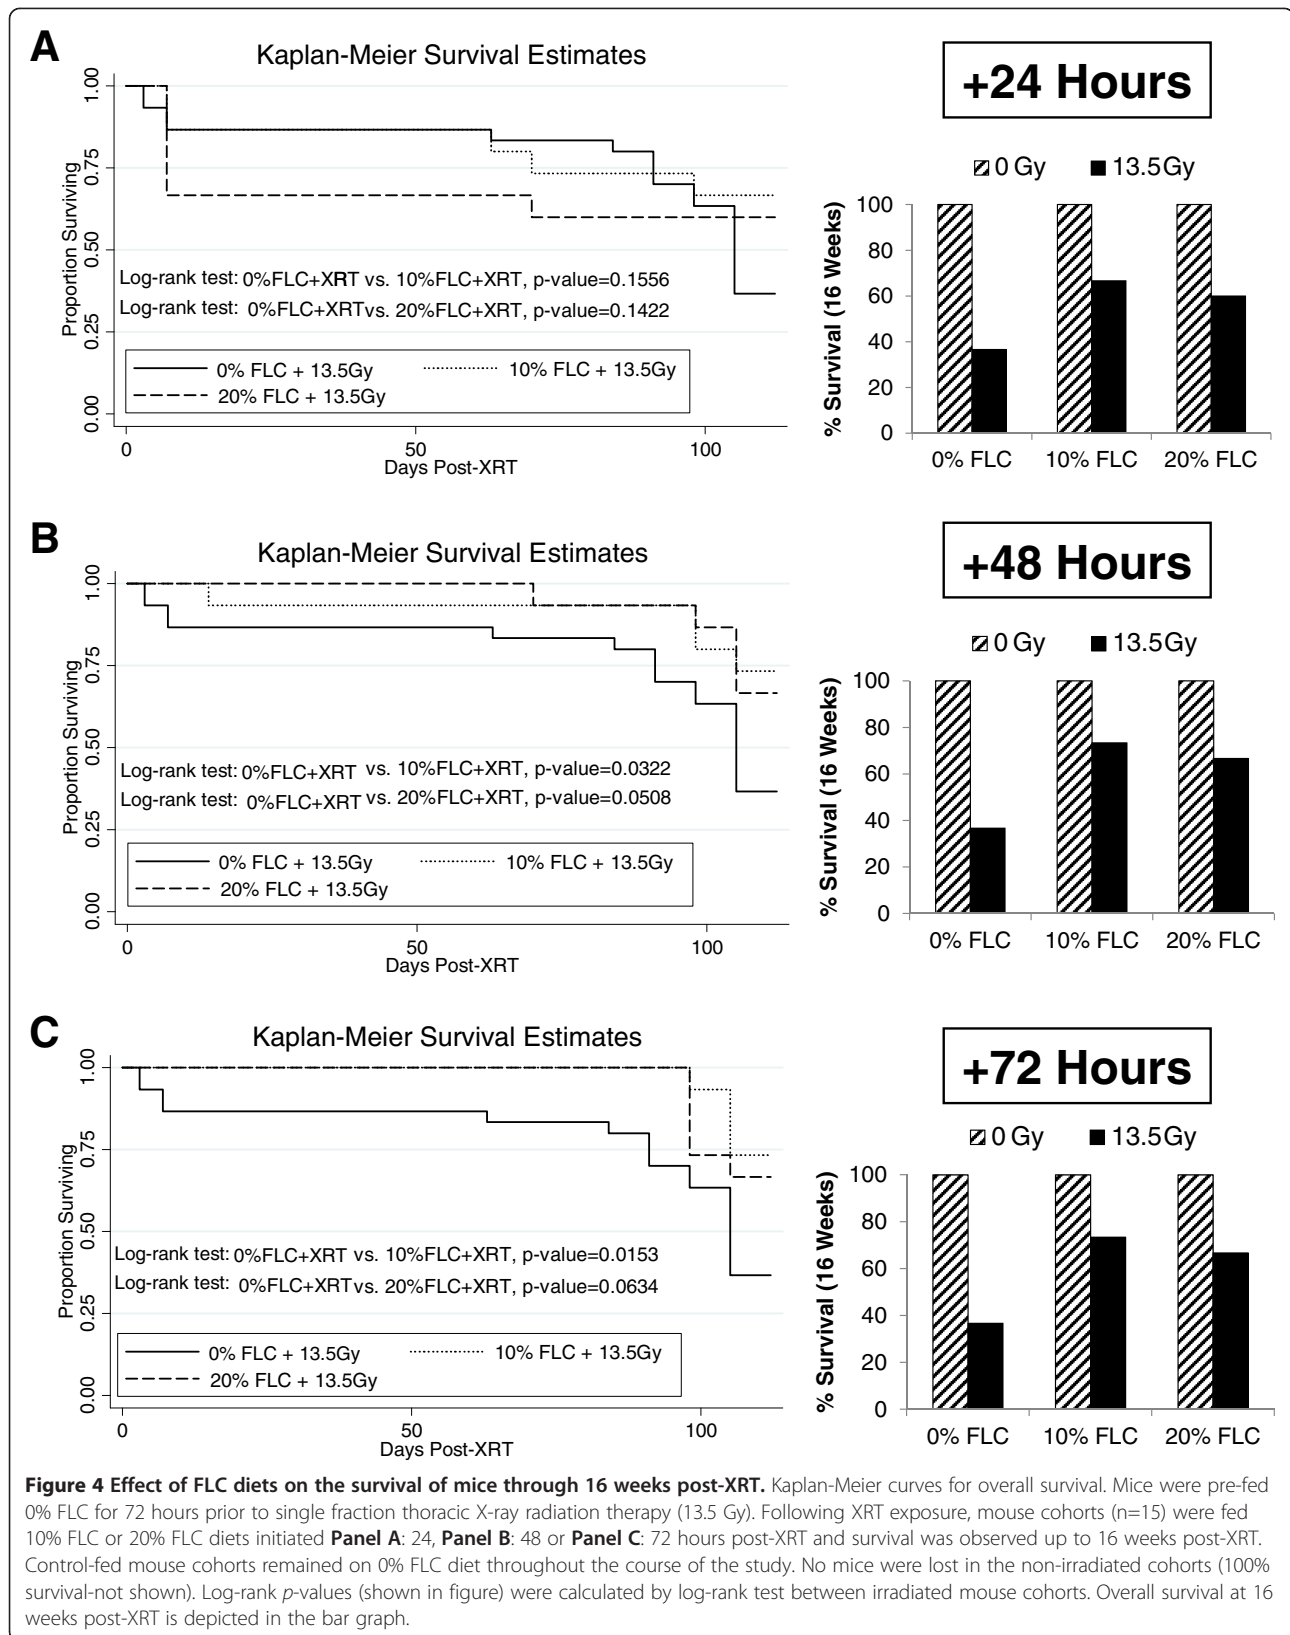 A
Kaplan-Meier Survival Estimates
Proportion Surviving
1.00
0.75
0.50
0.25
0.00
Log-rank test: 0%FLC+XRT vs. 10%FLC+XRT, p-value=0.1556
Log-rank test: 0%FLC+XRT vs. 20%FLC+XRT, p-value=0.1422
0% FLC + 13.5Gy
10% FLC + 13.5Gy
20% FLC + 13.5Gy
0
50
100
Days Post-XRT
+24 Hours
0 Gy
13.5Gy
% Survival (16 Weeks)
100
80
60
40
20
0
0% FLC
10% FLC
20% FLC
B
Kaplan-Meier Survival Estimates
Proportion Surviving
1.00
0.75
0.50
0.25
0.00
Log-rank test: 0%FLC+XRT vs. 10%FLC+XRT, p-value=0.0322
Log-rank test: 0%FLC+XRT vs. 20%FLC+XRT, p-value=0.0508
0% FLC + 13.5Gy
10% FLC + 13.5Gy
20% FLC + 13.5Gy
0
50
100
Days Post-XRT
+48 Hours
0 Gy
13.5Gy
% Survival (16 Weeks)
100
80
60
40
20
0
0% FLC
10% FLC
20% FLC
C
Kaplan-Meier Survival Estimates
Proportion Surviving
1.00
0.75
0.50
0.25
0.00
Log-rank test: 0%FLC+XRT vs. 10%FLC+XRT, p-value=0.0153
Log-rank test: 0%FLC+XRT vs. 20%FLC+XRT, p-value=0.0634
0% FLC + 13.5Gy
10% FLC + 13.5Gy
20% FLC + 13.5Gy
0
50
100
Days Post-XRT
+72 Hours
0 Gy
13.5Gy
% Survival (16 Weeks)
100
80
60
40
20
0
0% FLC
10% FLC
20% FLC
Figure 4 Effect of FLC diets on the survival of mice through 16 weeks post-XRT. Kaplan-Meier curves for overall survival. Mice were pre-fed
0% FLC for 72 hours prior to single fraction thoracic X-ray radiation therapy (13.5 Gy). Following XRT exposure, mouse cohorts (n=15) were fed
10% FLC or 20% FLC diets initiated Panel A: 24, Panel B: 48 or Panel C: 72 hours post-XRT and survival was observed up to 16 weeks post-XRT.
Control-fed mouse cohorts remained on 0% FLC diet throughout the course of the study. No mice were lost in the non-irradiated cohorts (100%
survival-not shown). Log-rank p-values (shown in figure) were calculated by log-rank test between irradiated mouse cohorts. Overall survival at 16
weeks post-XRT is depicted in the bar graph.